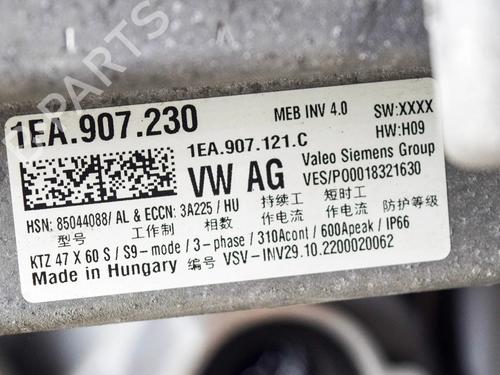 B PARTS
1EA.907.230
MEB INV 4.0
SW:XXXX
HW:H09
1EA.907.121.C
VW AG
Valeo Siemens Group
VES/P00018321630
HSN: 85044088/ AL & ECCN: 3A225 / HU
型号 工作制 相数 持续工作电流 短时工作电流 防护等级
KTZ 47 X 60 S / S9-mode / 3-phase / 310Acont / 600Apeak / IP66
Made in Hungary 编号 VSV-INV29.10.2200020062